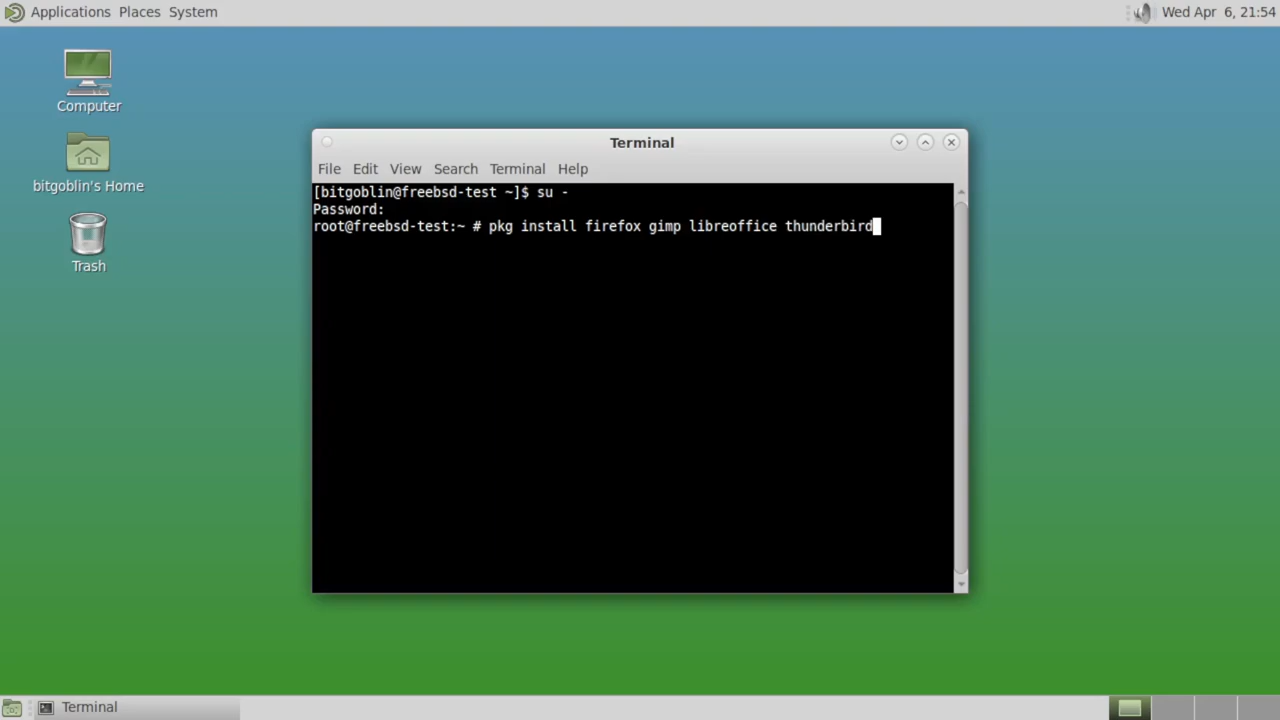 Applications Places System
Wed Apr 6, 21:54
Computer
bitgoblin's Home
Trash
Terminal
File Edit View Search Terminal Help
[bitgoblin@freebsd-test ~]$ su -
Password:
root@freebsd-test:~ # pkg install firefox gimp libreoffice thunderbird
Terminal